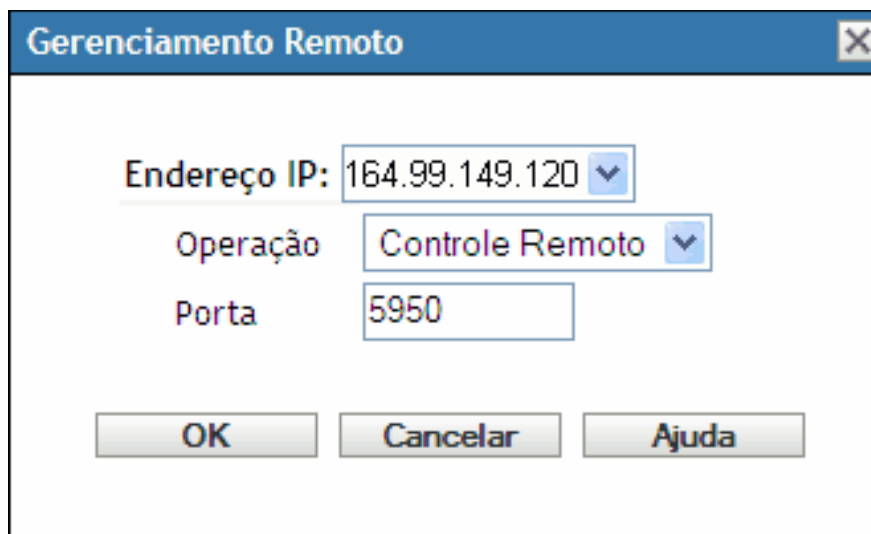 Gerenciamento Remoto
Endereço IP: 164.99.149.120
Operação Controle Remoto
Porta 5950
OK Cancelar Ajuda